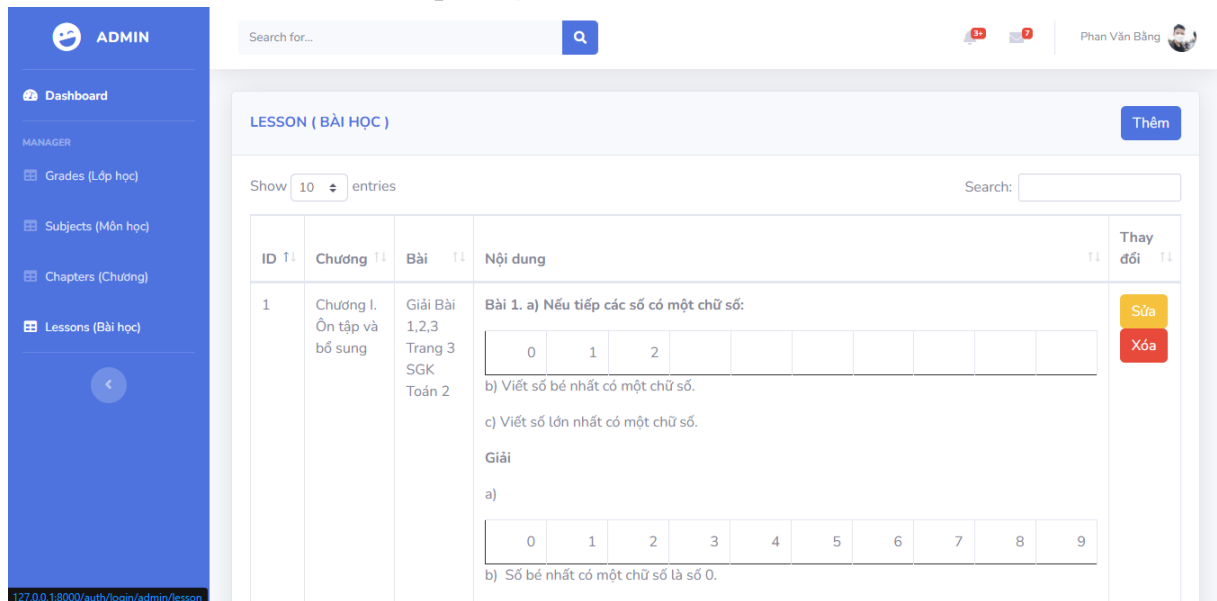 ADMIN
Search for...
3+
7
Phan Văn Bằng
Dashboard
MANAGER
Grades (Lớp học)
Subjects (Môn học)
Chapters (Chương)
Lessons (Bài học)
LESSON ( BÀI HỌC )
Thêm
Show 10 entries
Search:
ID
Chương
Bài
Nội dung
Thay
đổi
1
Chương I.
Ôn tập và
bổ sung
Giải Bài
1,2,3
Trang 3
SGK
Toán 2
Bài 1. a) Nếu tiếp các số có một chữ số:
0 1 2
b) Viết số bé nhất có một chữ số.
c) Viết số lớn nhất có một chữ số.
Giải
a)
0 1 2 3 4 5 6 7 8 9
b) Số bé nhất có một chữ số là số 0.
Sửa
Xóa
127.0.0.1:8000/auth/login/admin/lesson